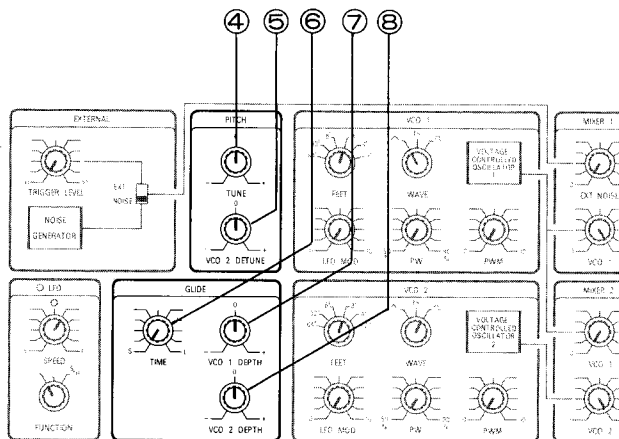 ④ ⑤ ⑥ ⑦ ⑧
EXTERNAL
TRIGGER LEVEL
EXT
NOISE
NOISE
GENERATOR
PITCH
0
TUNE
- +
0
VCO 2 DETUNE
- +
VCO 1
FEET
WAVE
VOLTAGE
CONTROLLED
OSCILLATOR
1
LFO MOD
PW
PWM
MIXER 1
EXT NOISE
VCO 1
LFO
SPEED
FUNCTION
GLIDE
TIME
S L
0
VCO 1 DEPTH
- +
0
VCO 2 DEPTH
- +
VCO 2
FEET
WAVE
VOLTAGE
CONTROLLED
OSCILLATOR
2
LFO MOD
PW
PWM
MIXER 2
VCO 1
VCO 2